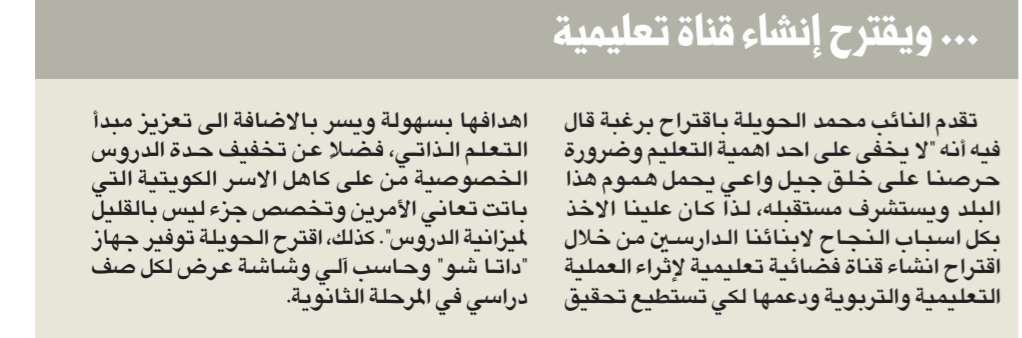 ... ويقترح إنشاء قناة تعليمية
تقدم النائب محمد الحويلة باقتراح برغبة قال
فيه أنه "لا يخفى على احد اهمية التعليم وضرورة
حرصنا على خلق جيل واعي يحمل هموم هذا
البلد ويستشرف مستقبله، لذا كان علينا الاخذ
بكل اسباب النجاح لابنائنا الدارسين من خلال
اقتراح انشاء قناة فضائية تعليمية لإثراء العملية
التعليمية والتربوية ودعمها لكي تستطيع تحقيق
اهدافها بسهولة ويسر بالاضافة الى تعزيز مبدأ
التعلم الذاتي، فضلا عن تخفيف حدة الدروس
الخصوصية من على كاهل الاسر الكويتية التي
باتت تعاني الأمرين وتخصص جزء ليس بالقليل
لميزانية الدروس". كذلك، اقترح الحويلة توفير جهاز
"داتا شو" وحاسب آلي وشاشة عرض لكل صف
دراسي في المرحلة الثانوية.